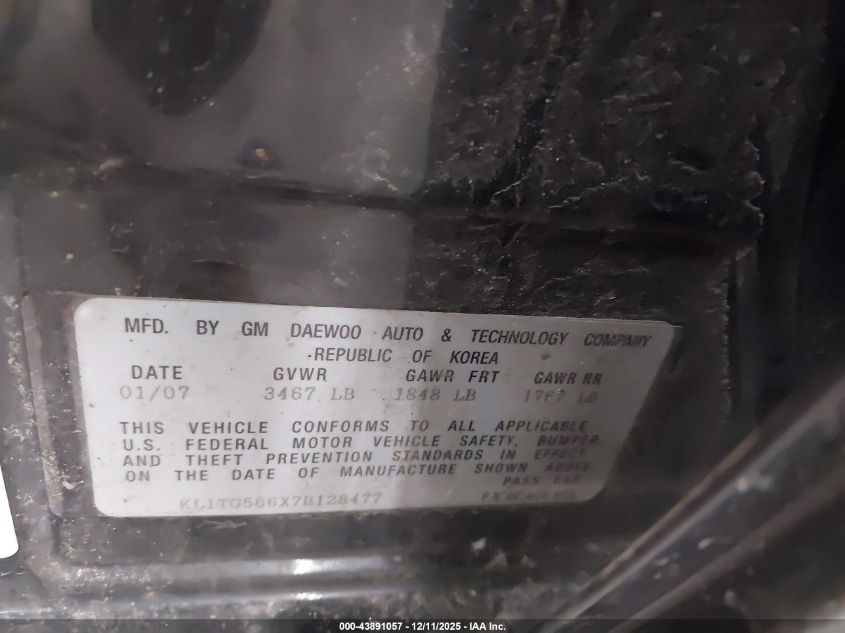 MFD. BY GM DAEWOO AUTO & TECHNOLOGY COMPANY
REPUBLIC OF KOREA
DATE GVWR GAWR FRT GAWR RR
01/07 3467 LB 1848 LB LB
THIS VEHICLE CONFORMS TO ALL APPLICABLE
U.S. FEDERAL MOTOR VEHICLE SAFETY, BUMPER,
AND THEFT PREVENTION STANDARDS IN EFFECT
ON THE DATE OF MANUFACTURE SHOWN ABOVE
PASS CAR
KL1TG566X7B128477 P/N
000-43891057 - 12/11/2025 - IAA Inc.